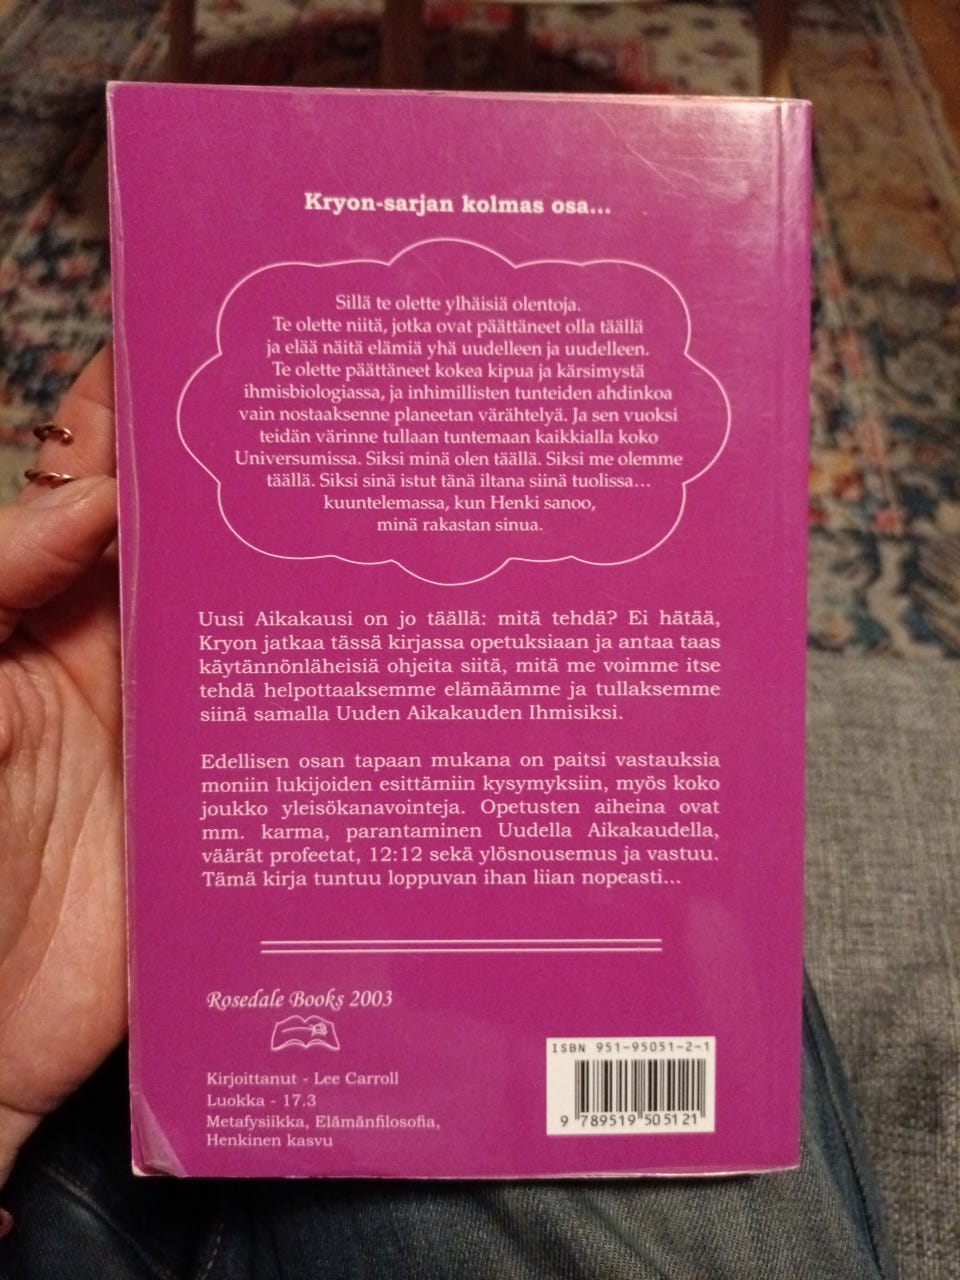 Kryon-sarjan kolmas osa...
Sillä te olette ylhäisiä olentoja.
Te olette niitä, jotka ovat päättäneet olla täällä
ja elää näitä elämiä yhä uudelleen ja uudelleen.
Te olette päättäneet kokea kipua ja kärsimystä
ihmisbiologiassa, ja inhimillisten tunteiden ahdinkoa
vain nostaaksenne planeetan värähtelyä. Ja sen vuoksi
teidän värinne tullaan tuntemaan kaikkialla koko
Universumissa. Siksi minä olen täällä. Siksi me olemme
täällä. Siksi sinä istut tänä iltana siinä tuolissa...
kuuntelemassa, kun Henki sanoo,
minä rakastan sinua.
Uusi Aikakausi on jo täällä: mitä tehdä? Ei hätää,
Kryon jatkaa tässä kirjassa opetuksiaan ja antaa taas
käytännönläheisiä ohjeita siitä, mitä me voimme itse
tehdä helpottaaksemme elämäämme ja tullaksemme
siinä samalla Uuden Aikakauden Ihmisiksi.
Edellisen osan tapaan mukana on paitsi vastauksia
moniin lukijoiden esittämiin kysymyksiin, myös koko
joukko yleisökanavointeja. Opetusten aiheina ovat
mm. karma, parantaminen Uudella Aikakaudella,
väärät profeetat, 12:12 sekä ylösnousemus ja vastuu.
Tämä kirja tuntuu loppuvan ihan liian nopeasti...
Rosedale Books 2003
Kirjoittanut - Lee Carroll
Luokka - 17.3
Metafysiikka, Elämänfilosofia,
Henkinen kasvu
ISBN 951-95051-2-1
9 789519 505121